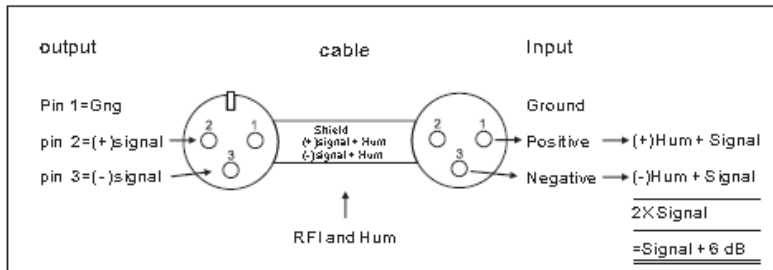 output cable Input
Pin 1=Gng Ground
2 1 2 1
pin 2=(+)signal Shield Positive (+)Hum + Signal
(+)signal + Hum
(-)signal + Hum
3 3
pin 3=(-)signal Negative (-)Hum + Signal
2XSignal
RFI and Hum
=Signal + 6 dB